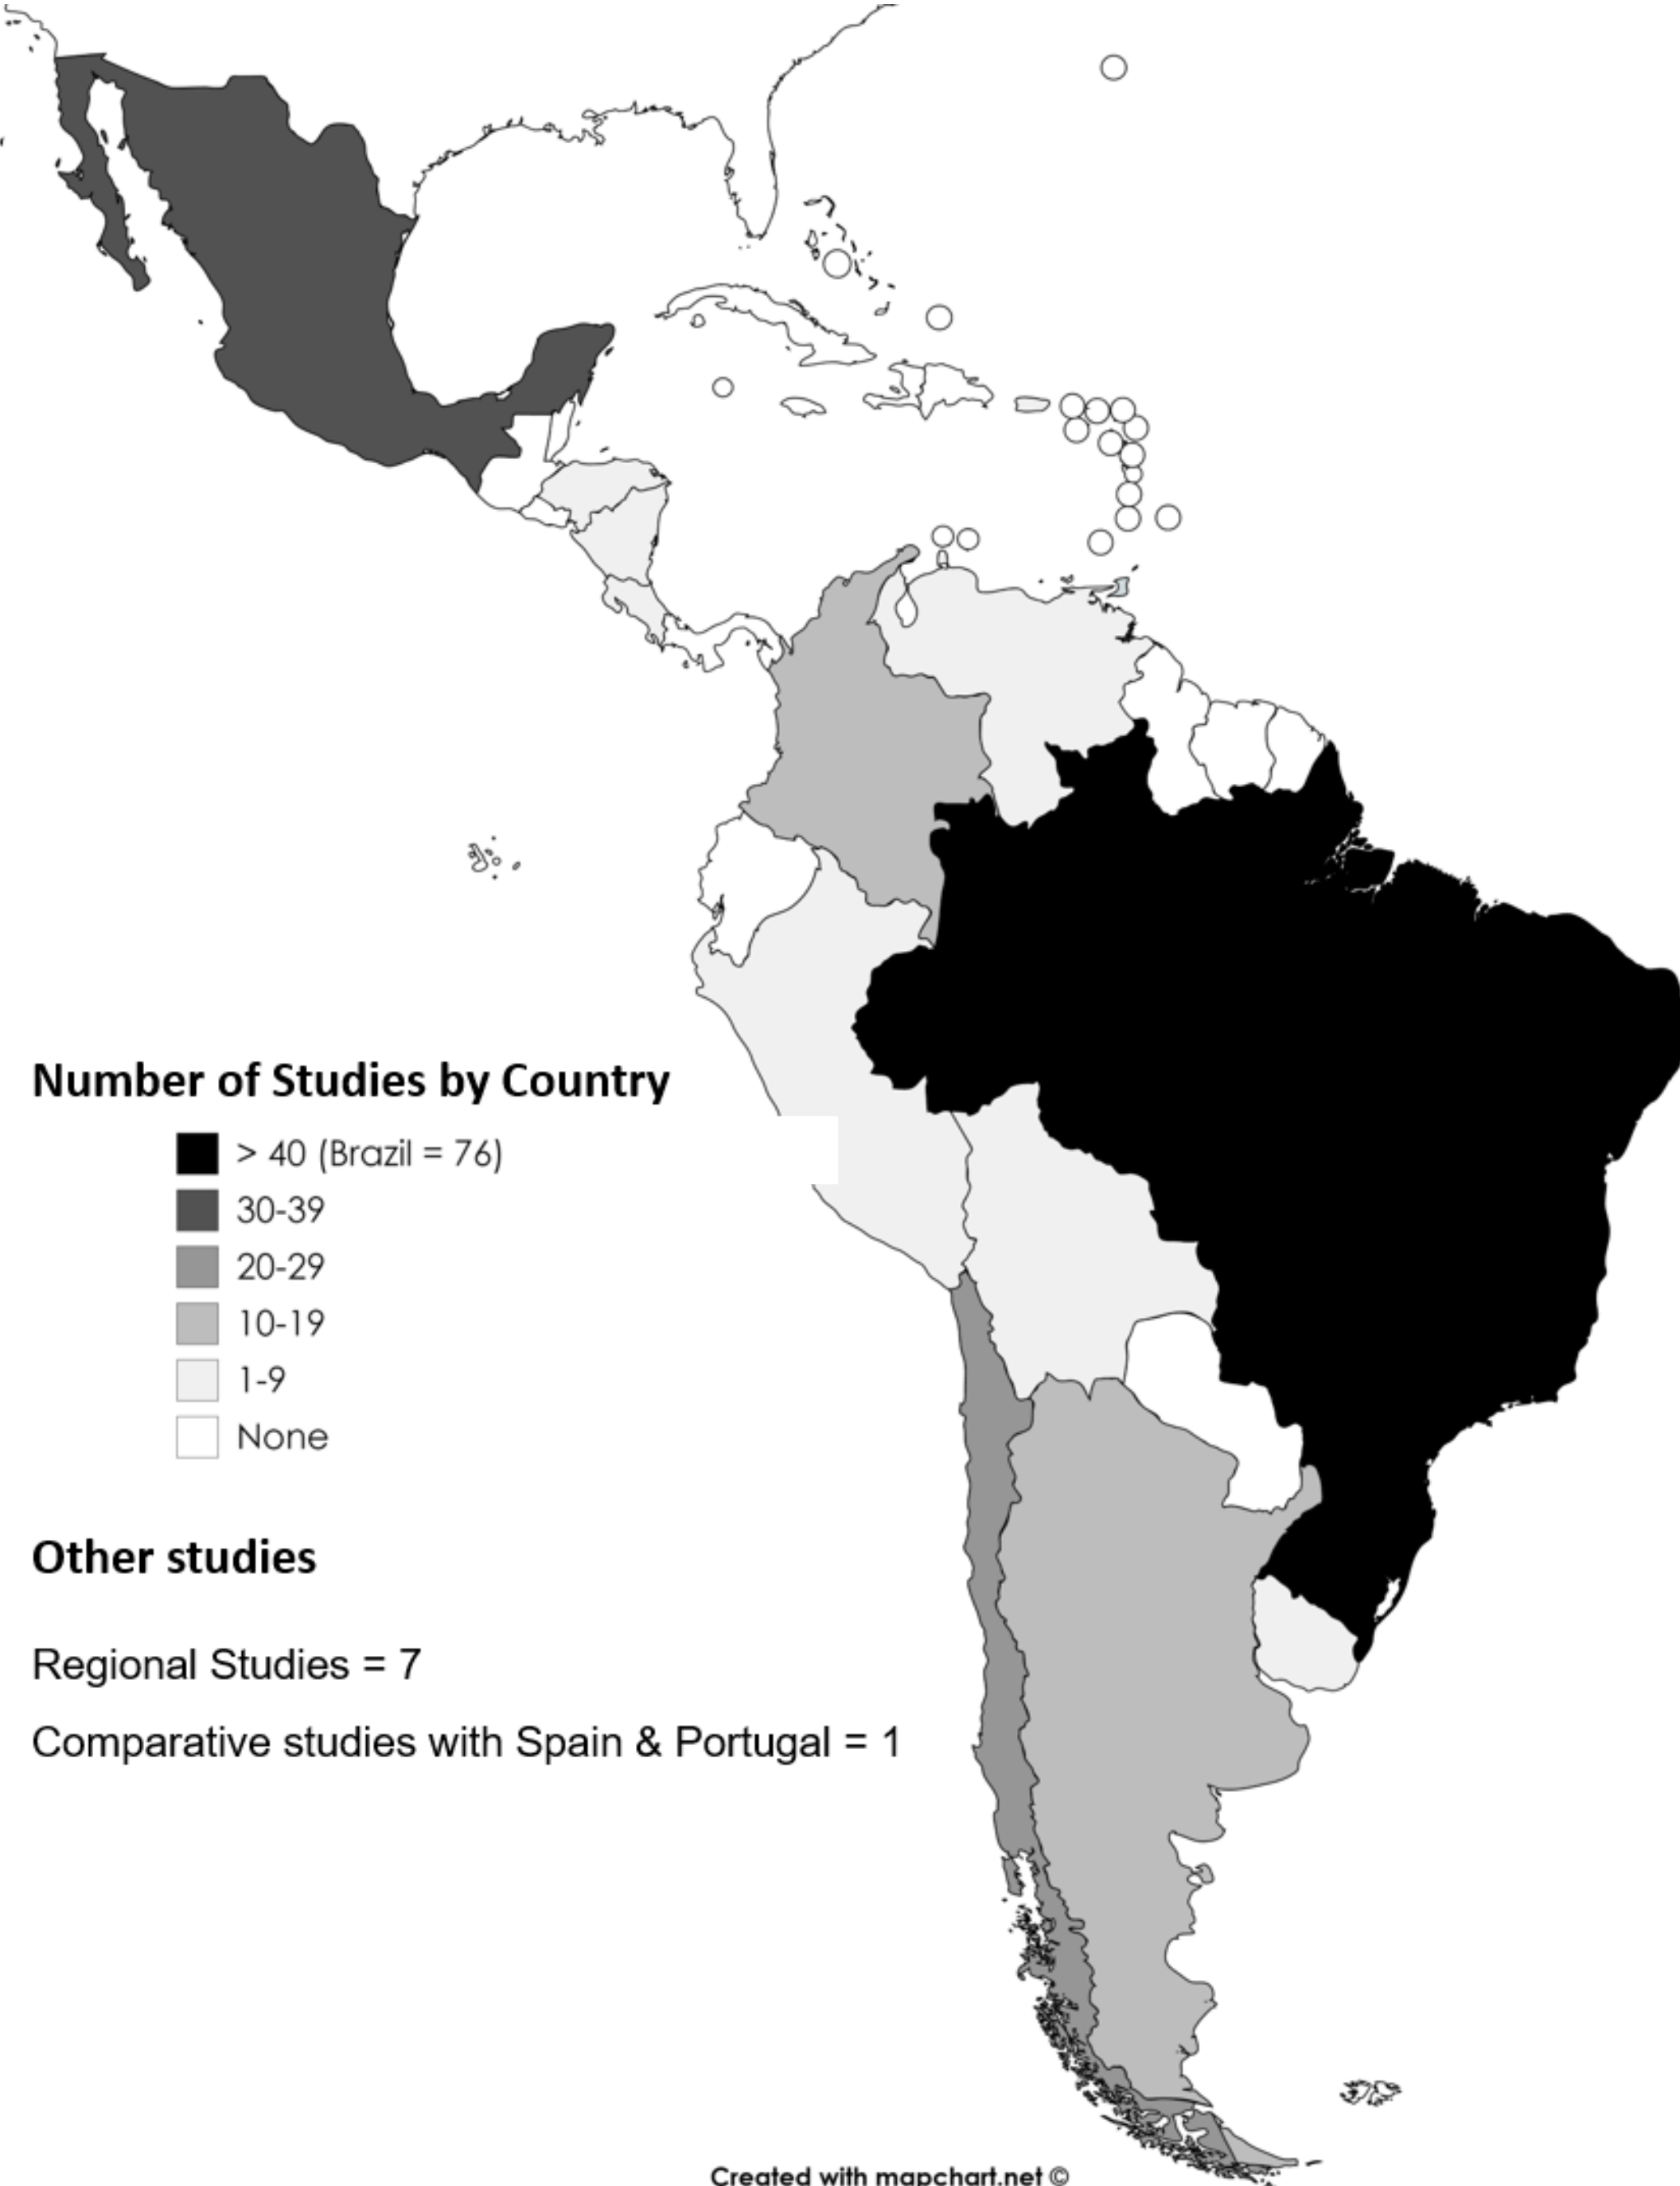 Number of Studies by Country
> 40 (Brazil = 76)
30-39
20-29
10-19
1-9
None
Other studies
Regional Studies = 7
Comparative studies with Spain & Portugal = 1
Created with mapchart.net ©